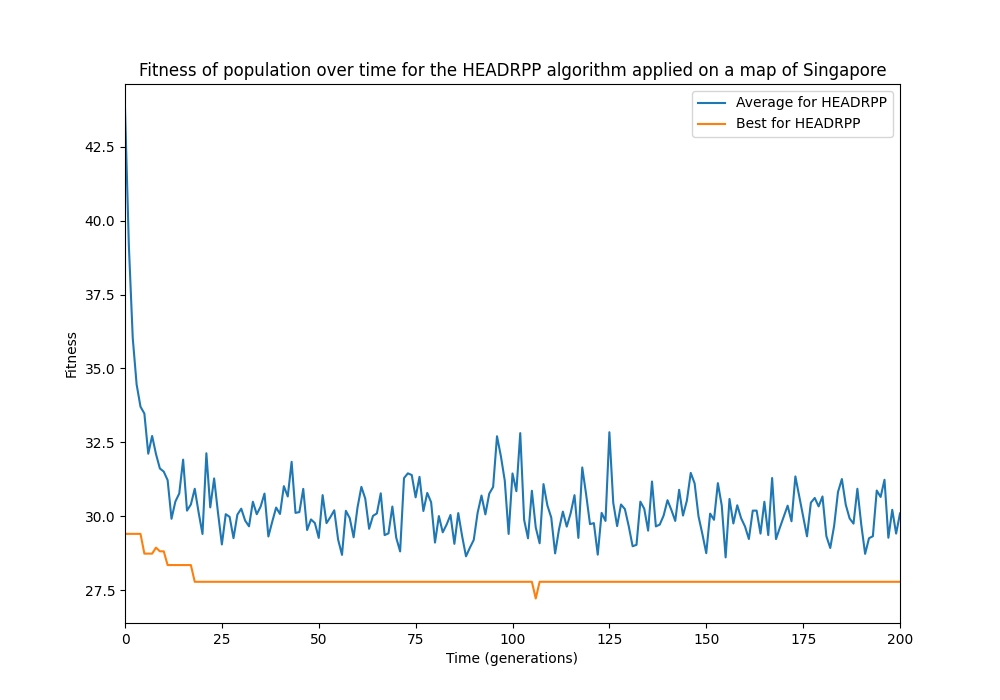 Fitness of population over time for the HEADRPP algorithm applied on a map of Singapore
Average for HEADRPP
Best for HEADRPP
42.5
40.0
37.5
35.0
32.5
30.0
27.5
Fitness
0 25 50 75 100 125 150 175 200
Time (generations)